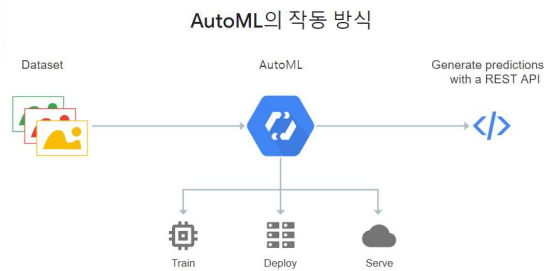 AutoML의 작동 방식
Dataset
AutoML
Generate predictions
with a REST API
</>
Train
Deploy
Serve